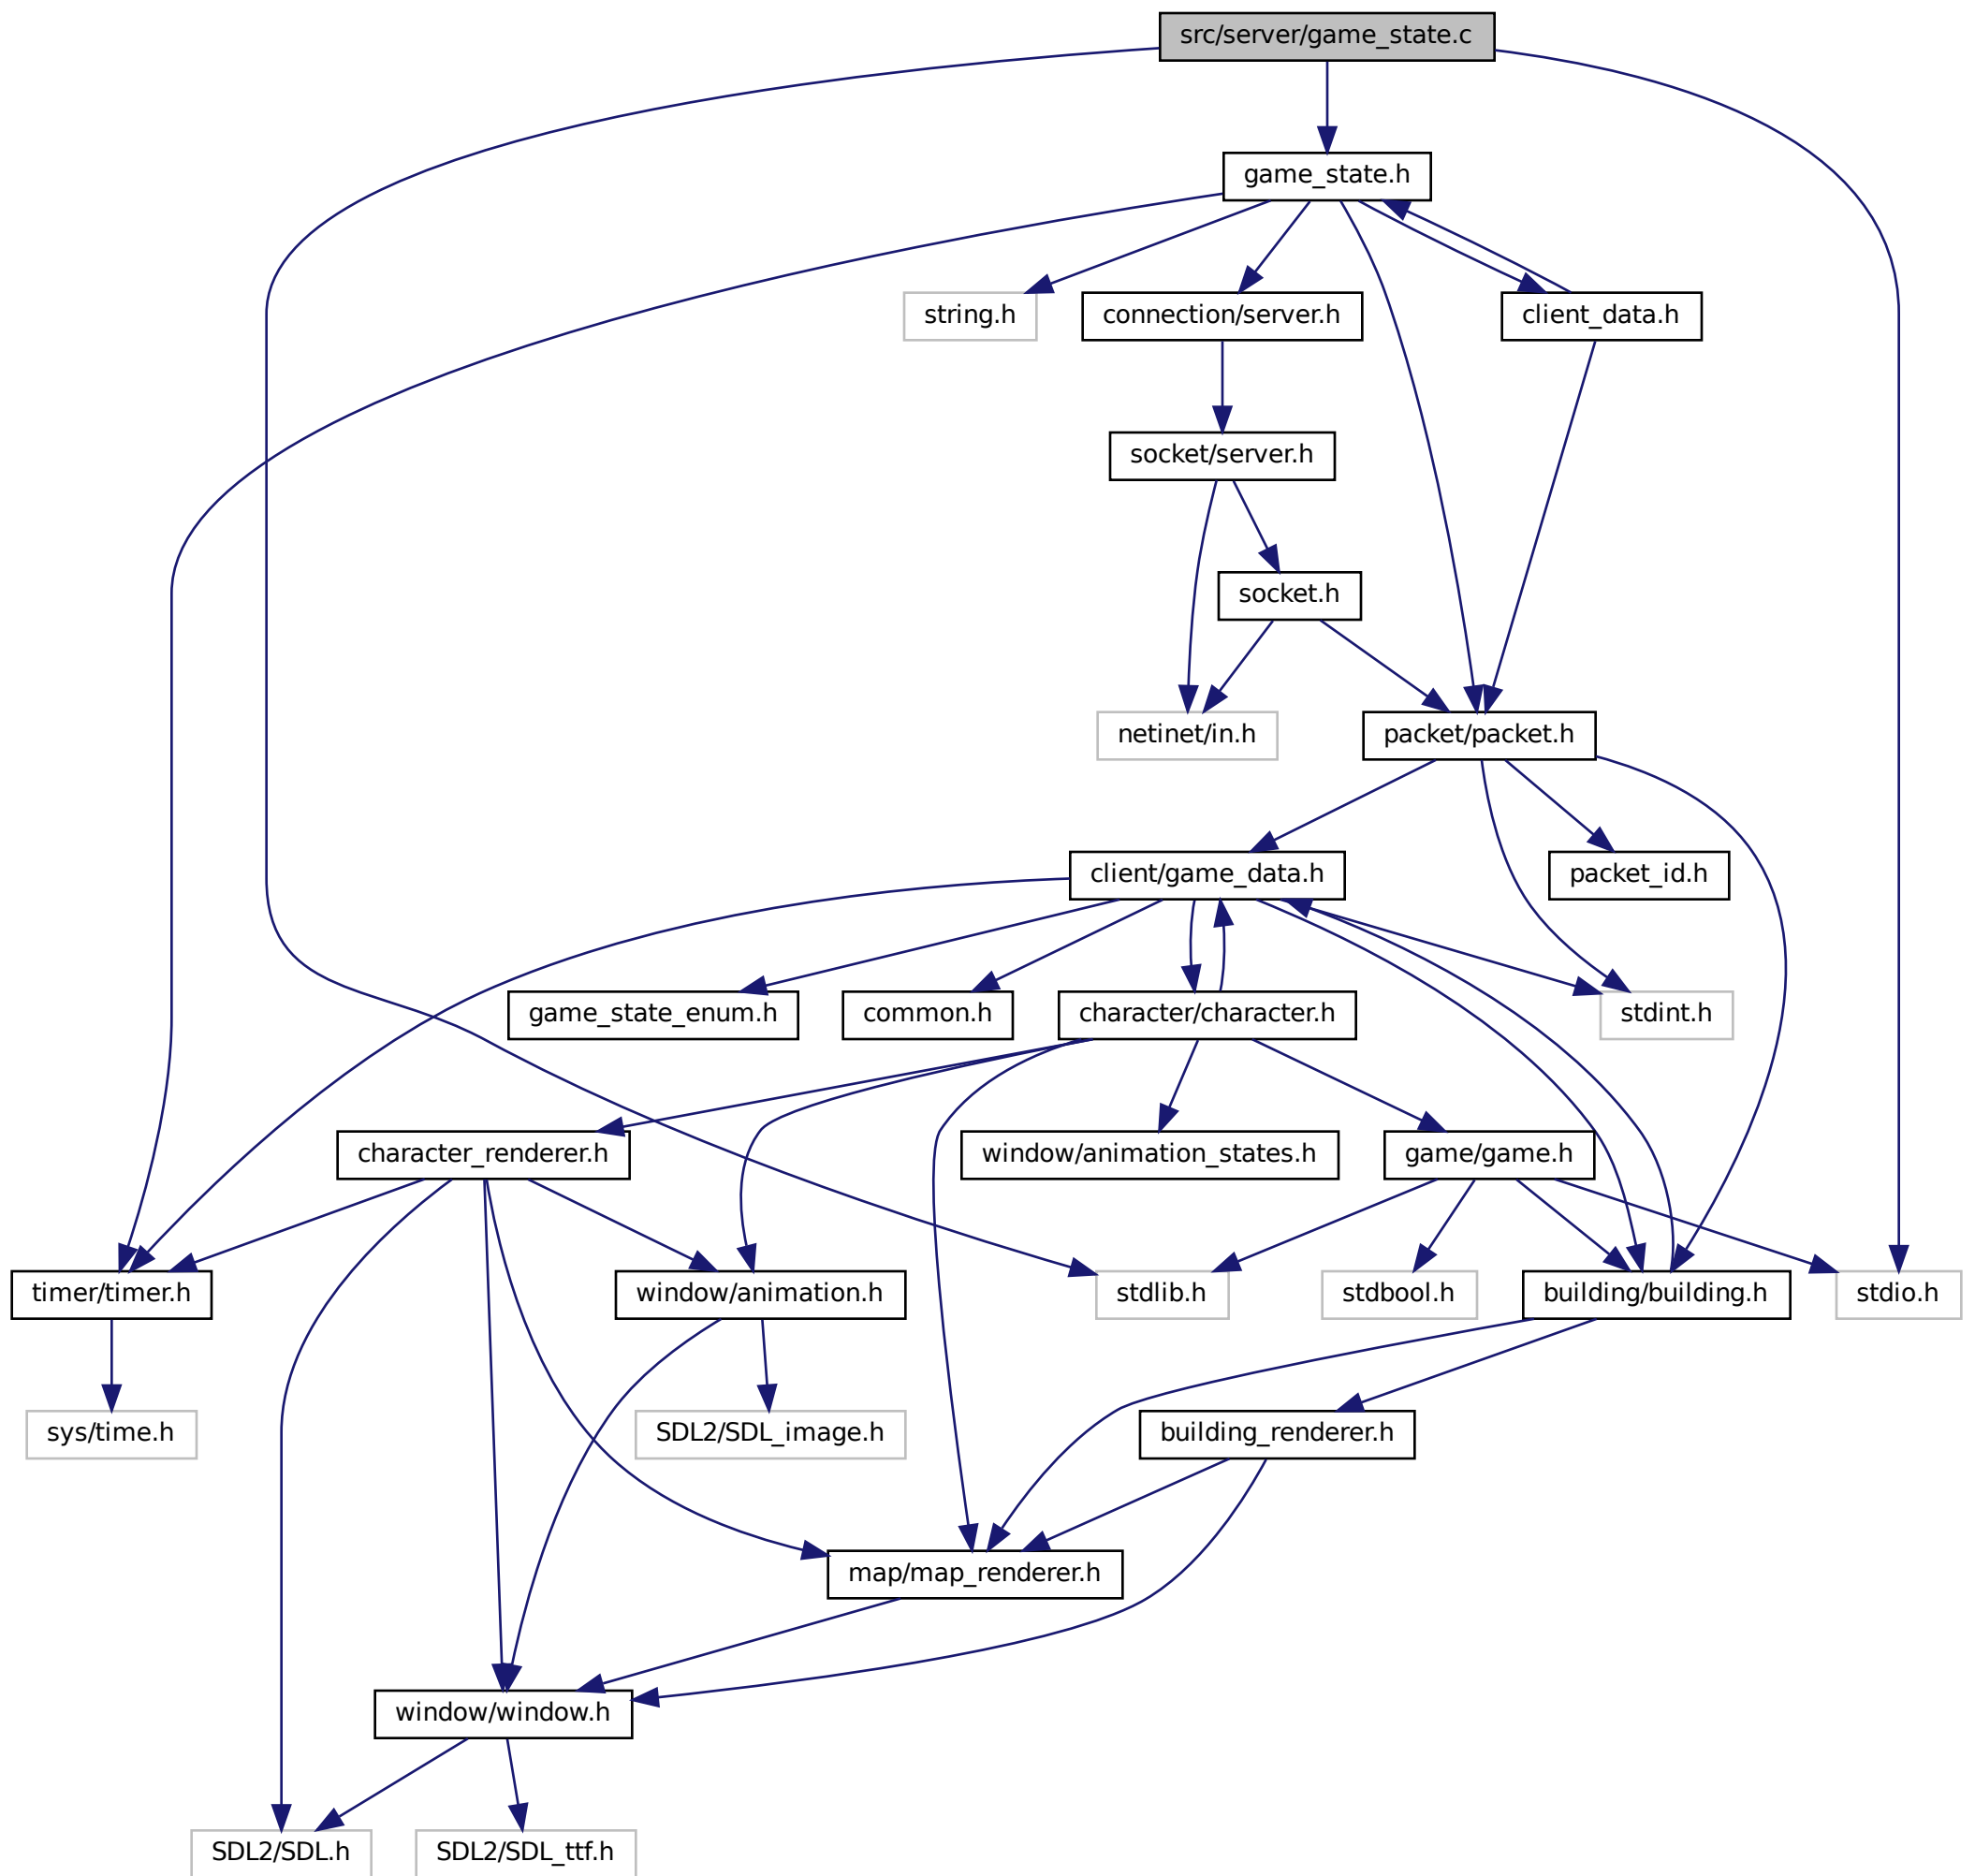 src/server/game_state.c
game_state.h
string.h
connection/server.h
client_data.h
socket/server.h
socket.h
netinet/in.h
packet/packet.h
client/game_data.h
packet_id.h
game_state_enum.h
common.h
character/character.h
stdint.h
character_renderer.h
window/animation_states.h
game/game.h
timer/timer.h
window/animation.h
stdlib.h
stdbool.h
building/building.h
stdio.h
sys/time.h
SDL2/SDL_image.h
building_renderer.h
map/map_renderer.h
window/window.h
SDL2/SDL.h
SDL2/SDL_ttf.h